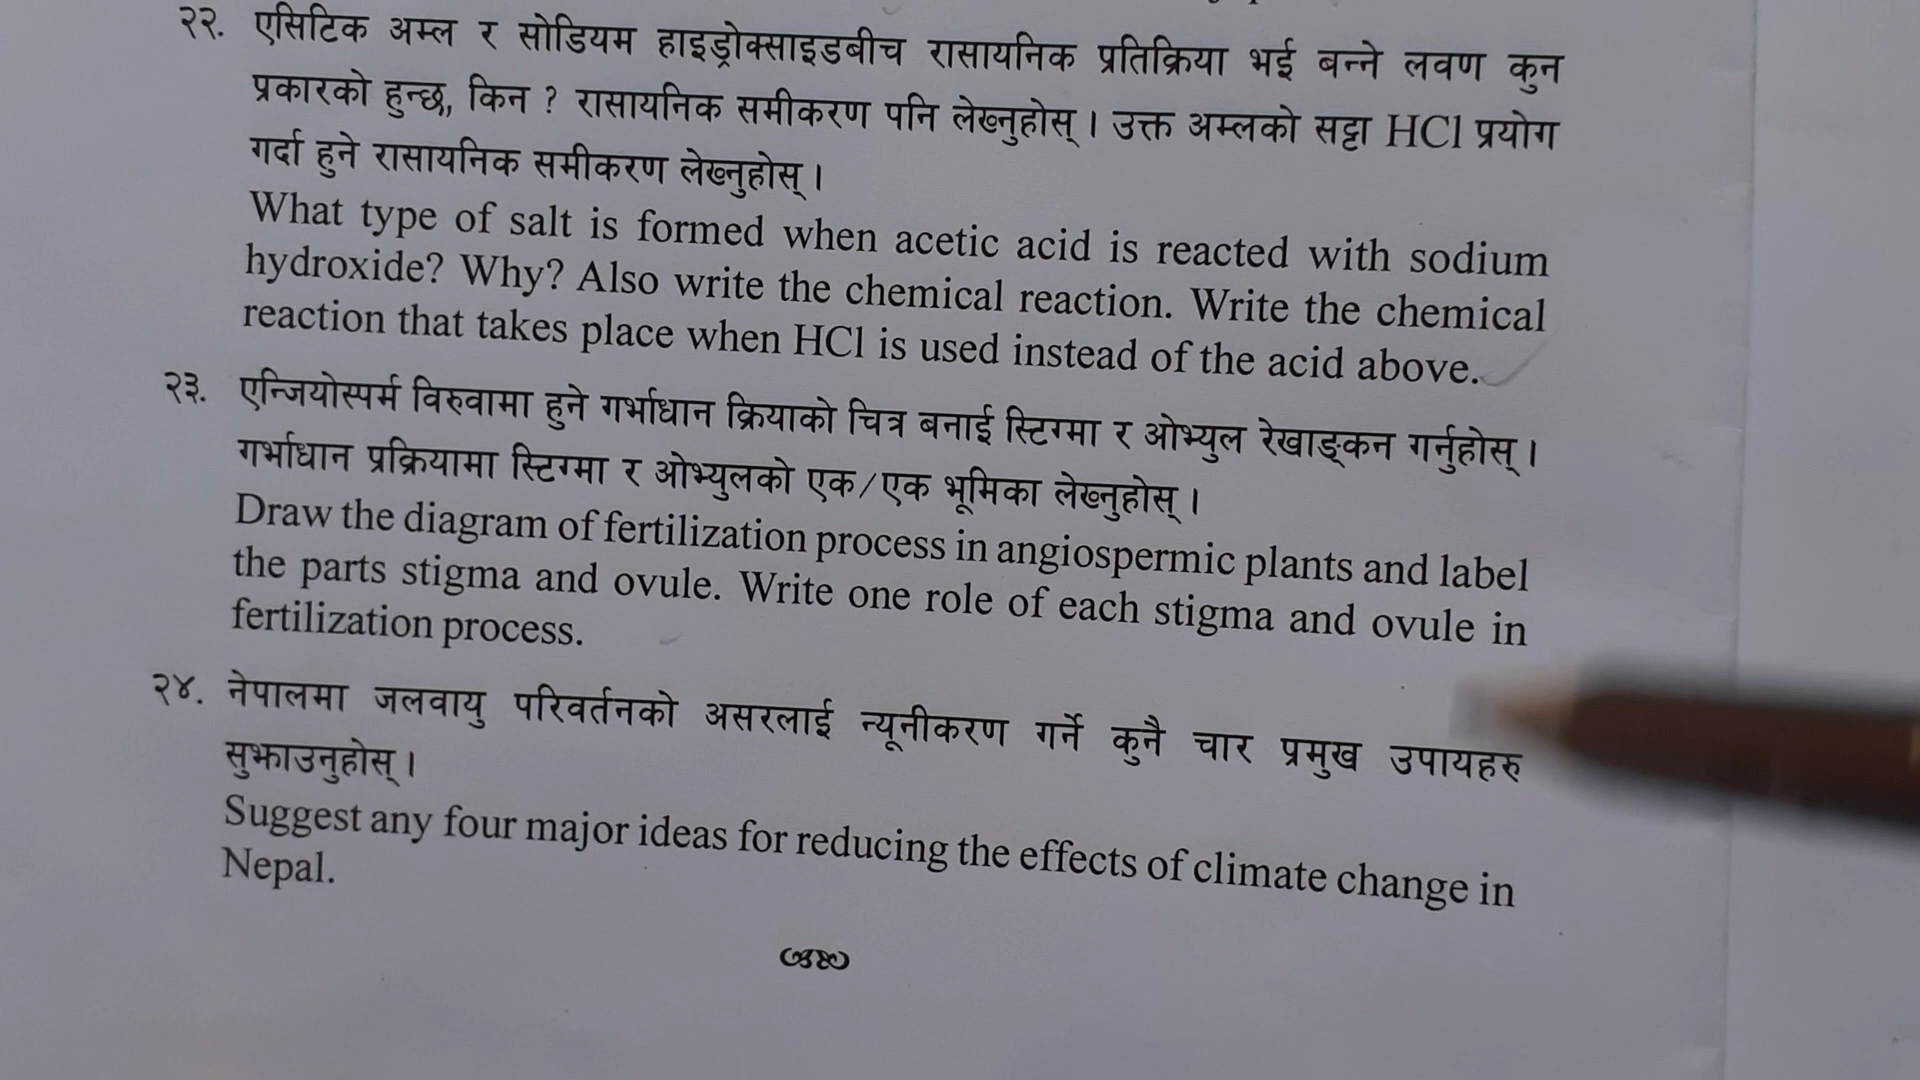 २२. एसिटिक अम्ल र सोडियम हाइड्रोक्साइडबीच रासायनिक प्रतिक्रिया भई बन्ने लवण कुन
प्रकारको हुन्छ, किन ? रासायनिक समीकरण पनि लेख्नुहोस् । उक्त अम्लको सट्टा HCl प्रयोग
गर्दा हुने रासायनिक समीकरण लेख्नुहोस् ।
What type of salt is formed when acetic acid is reacted with sodium
hydroxide? Why? Also write the chemical reaction. Write the chemical
reaction that takes place when HCl is used instead of the acid above.
२३. एन्जियोस्पर्म विरुवामा हुने गर्भाधान क्रियाको चित्र बनाई स्टिग्मा र ओभ्युल रेखाङ्कन गर्नुहोस् ।
गर्भाधान प्रक्रियामा स्टिग्मा र ओभ्युलको एक/एक भूमिका लेख्नुहोस् ।
Draw the diagram of fertilization process in angiospermic plants and label
the parts stigma and ovule. Write one role of each stigma and ovule in
fertilization process.
२४. नेपालमा जलवायु परिवर्तनको असरलाई न्यूनीकरण गर्ने कुनै चार प्रमुख उपायहरु
सुझाउनुहोस् ।
Suggest any four major ideas for reducing the effects of climate change in
Nepal.